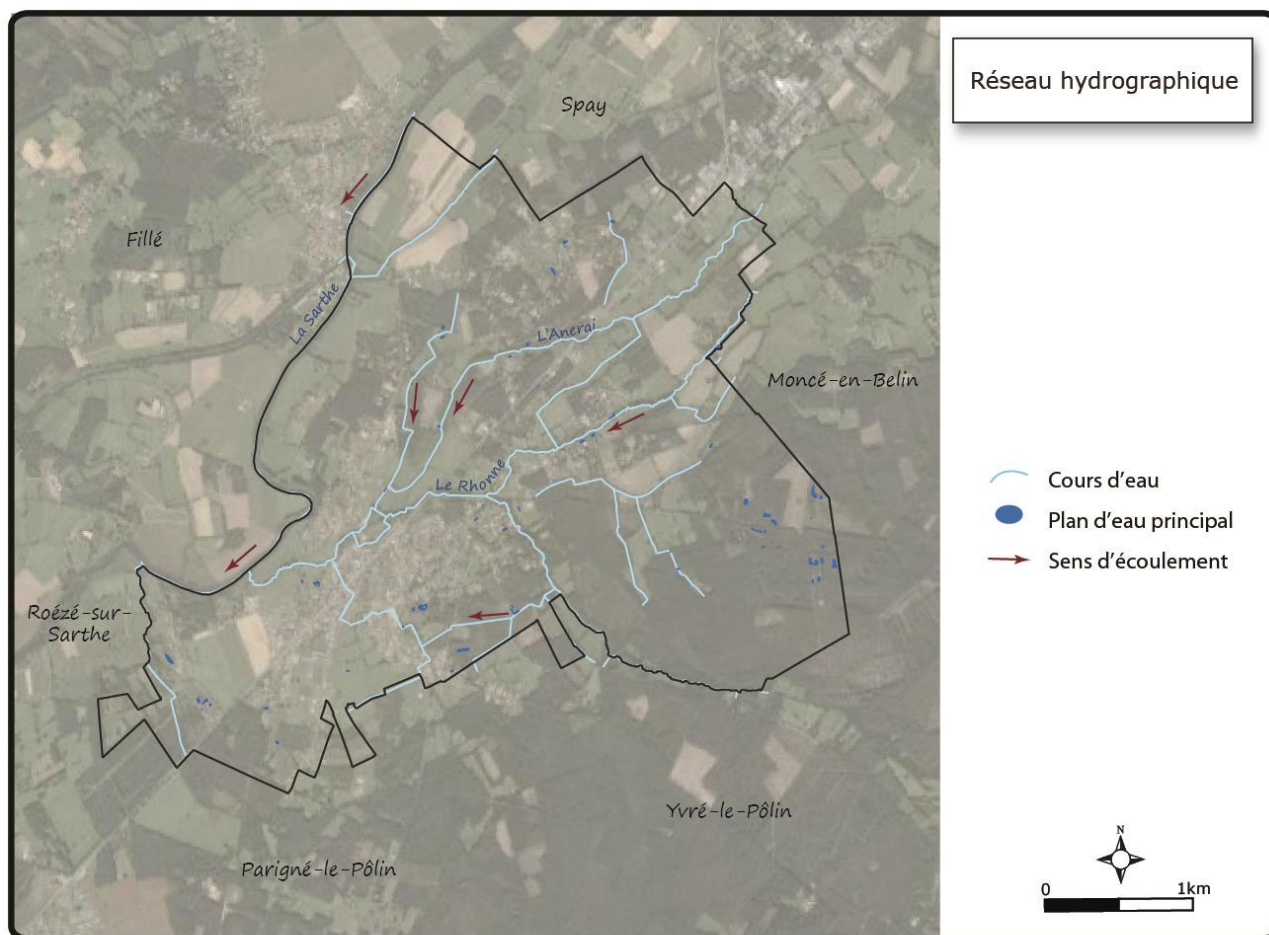 Réseau hydrographique
Spay
Fillé
La Sarthe
L'Anerai
Moncé-en-Belin
Le Rhonne
Roézé-sur-
Sarthe
Yvré-le-Pôlin
Parigné-le-Pôlin
Cours d'eau
Plan d'eau principal
Sens d'écoulement
N
0 1km